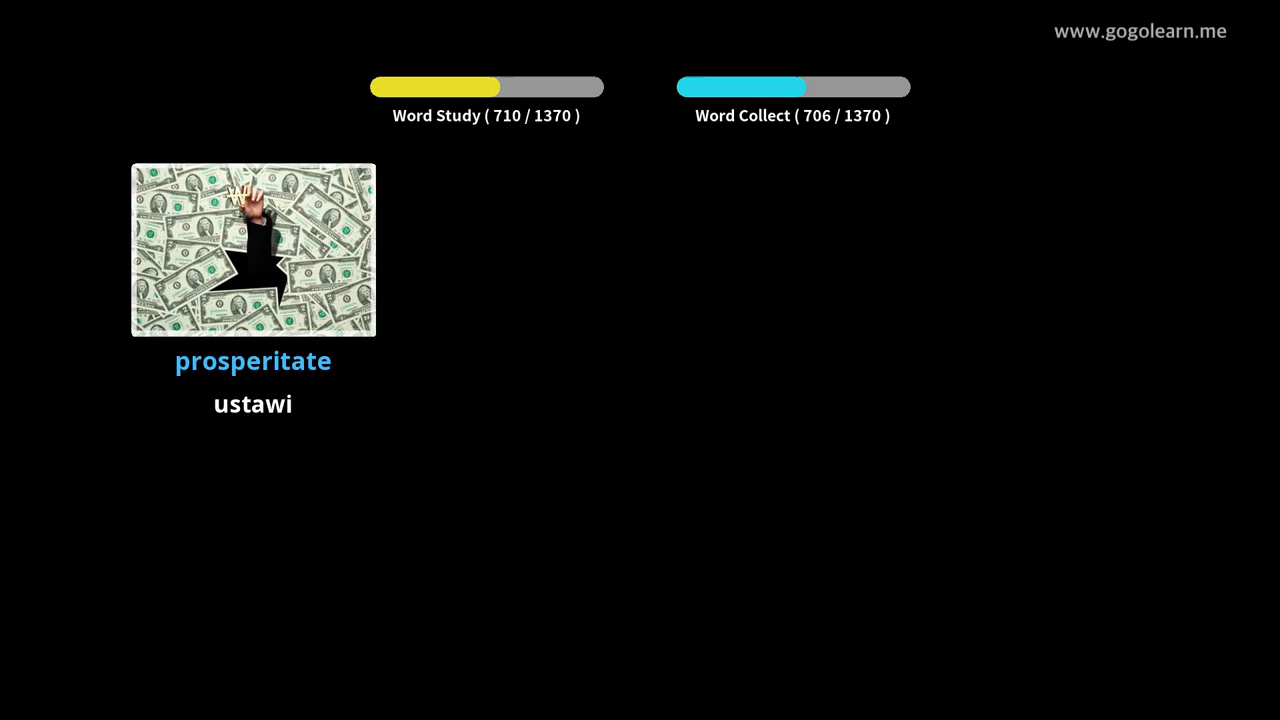 www.gogolearn.me
Word Study ( 710 / 1370 )
Word Collect ( 706 / 1370 )
₩
prosperitate
ustawi